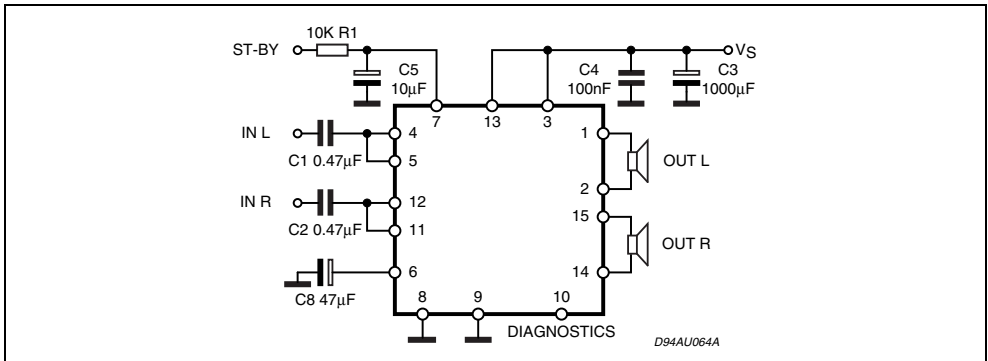 10K R1
ST-BY
VS
C5
10µF
C4
100nF
C3
1000µF
7
13
3
IN L
4
1
C1 0.47µF
5
OUT L
2
IN R
12
15
C2 0.47µF
11
OUT R
6
14
C8 47µF
8
9
10
DIAGNOSTICS
D94AU064A